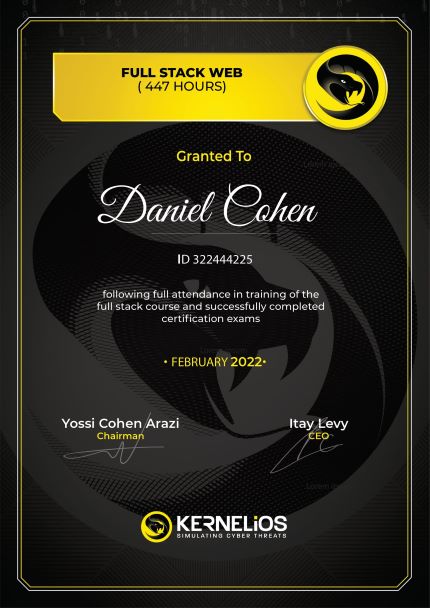 FULL STACK WEB
( 447 HOURS)
Granted To
Daniel Cohen
ID 322444225
following full attendance in training of the
full stack course and successfully completed
certification exams
• FEBRUARY 2022•
Yossi Cohen Arazi
Chairman
Itay Levy
CEO
KERNELiOS
SIMULATING CYBER THREATS